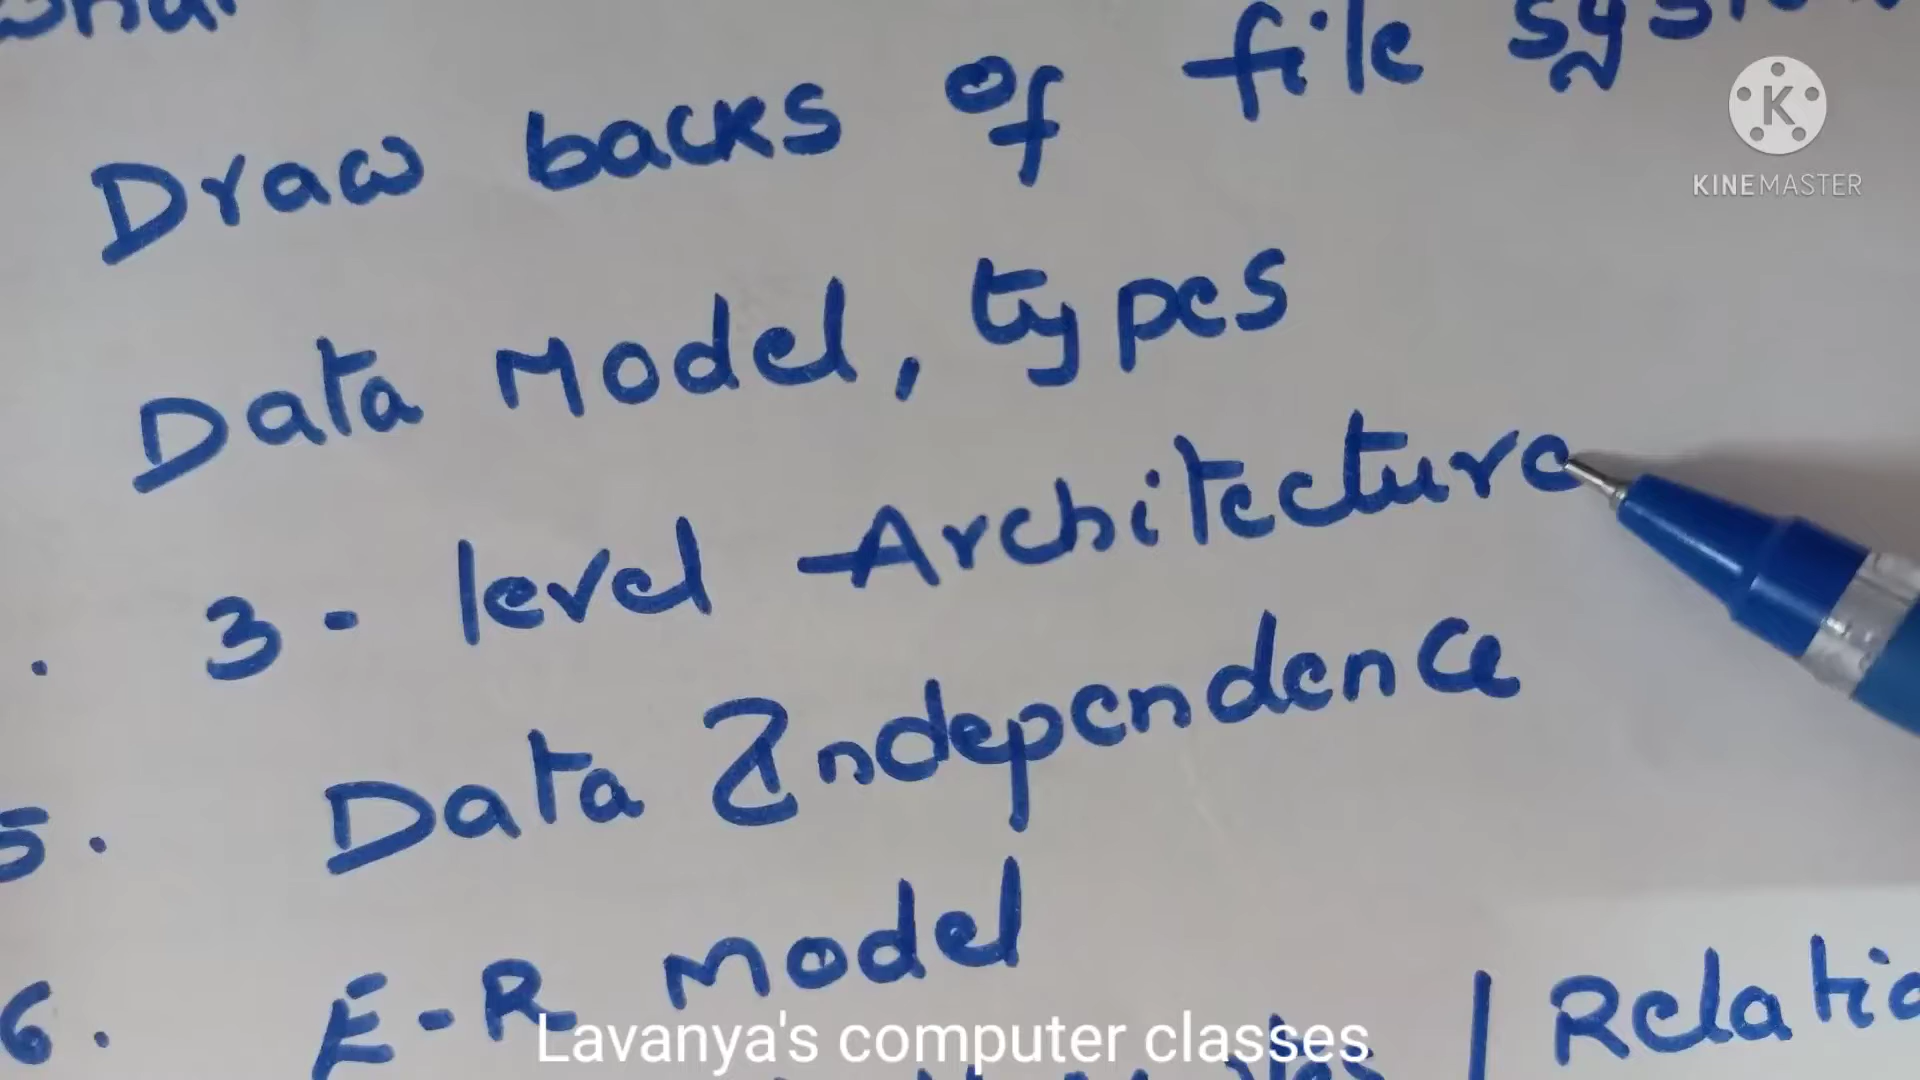 Draw backs of file
KINEMASTER
Data Model, types
. 3 - level Architecture
5. Data Independence
6. E-R Model
Lavanya's computer classes